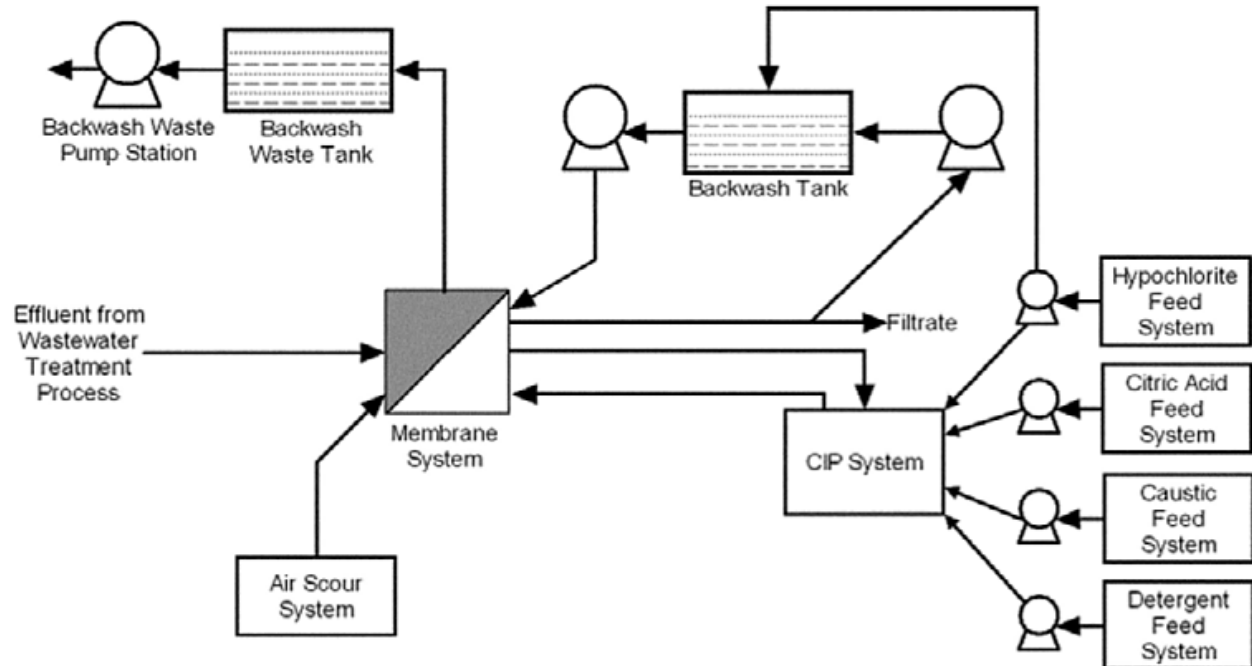 Backwash Waste
Pump Station
Backwash
Waste Tank
Backwash Tank
Hypochlorite
Feed
System
Effluent from
Wastewater
Treatment
Process
Filtrate
Membrane
System
CIP System
Citric Acid
Feed
System
Caustic
Feed
System
Air Scour
System
Detergent
Feed
System